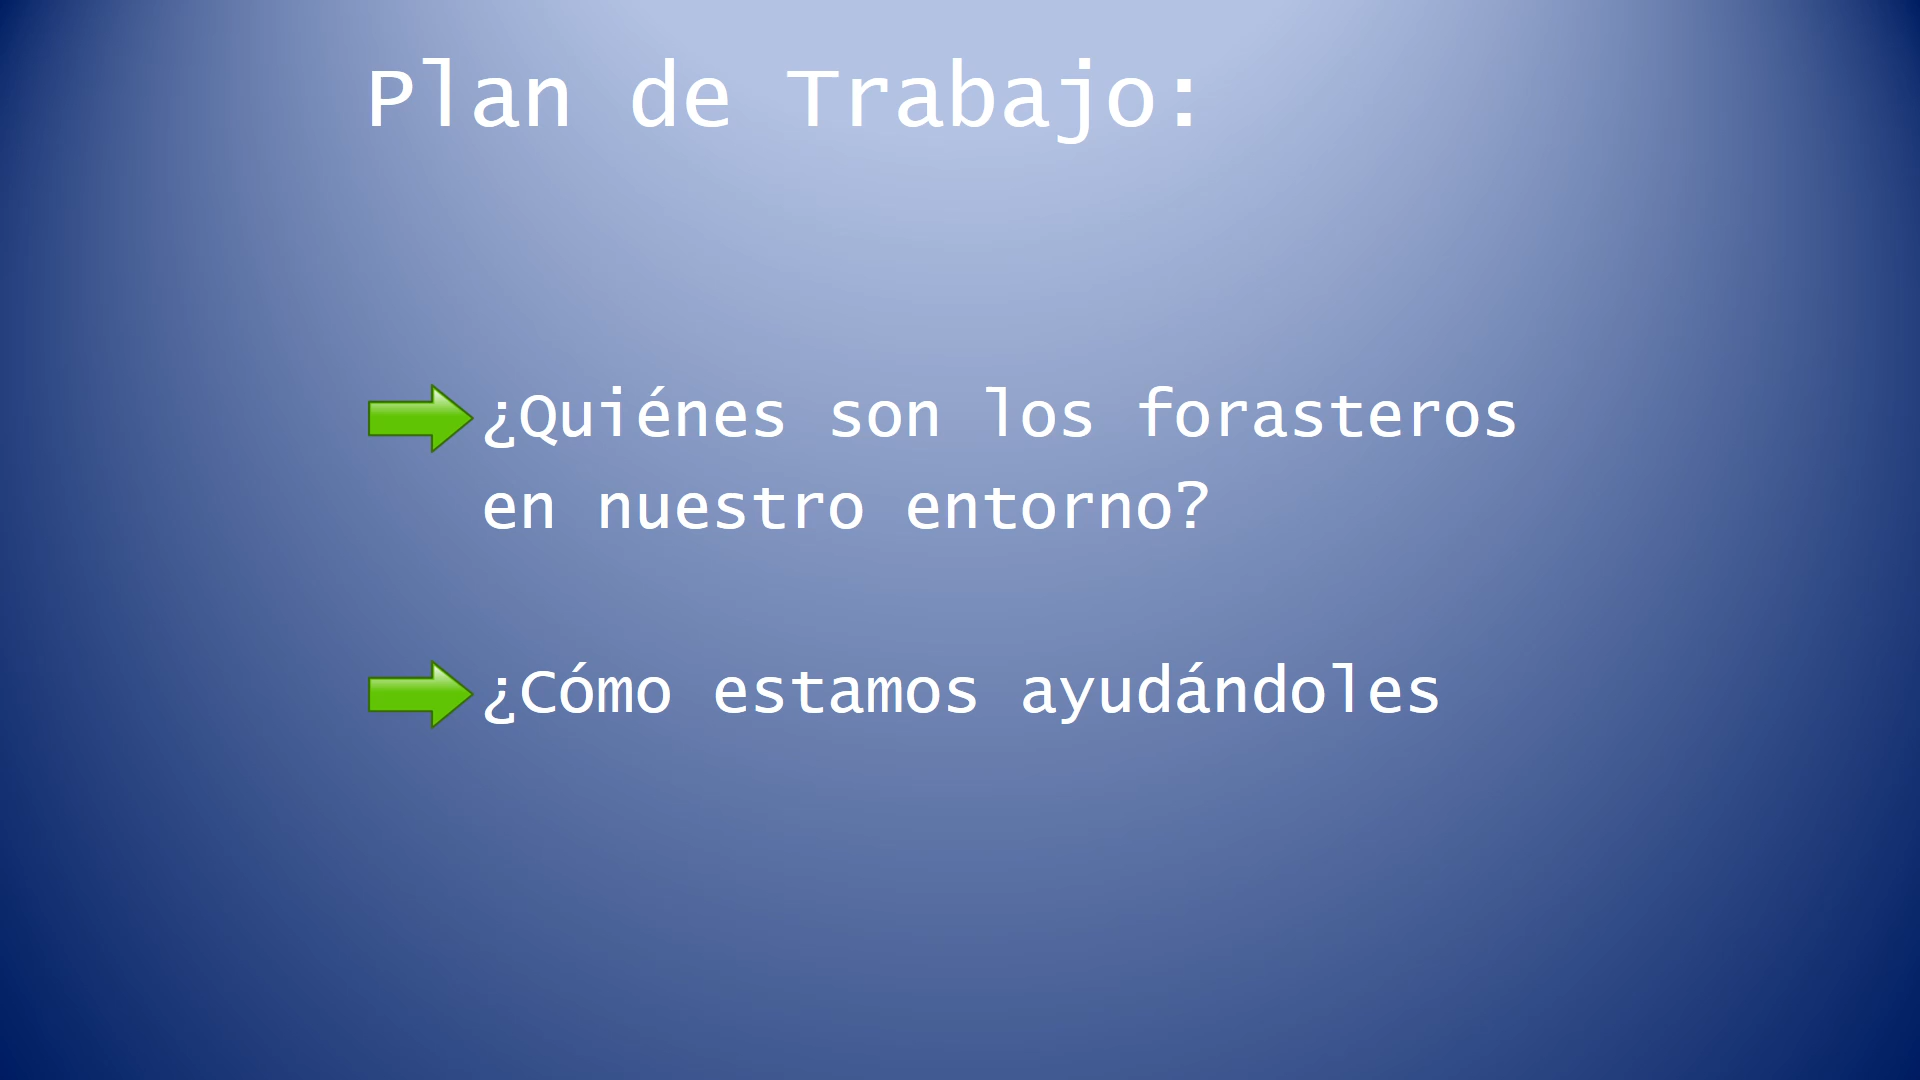 Plan de Trabajo:
¿Quiénes son los forasteros
en nuestro entorno?
¿Cómo estamos ayudándoles